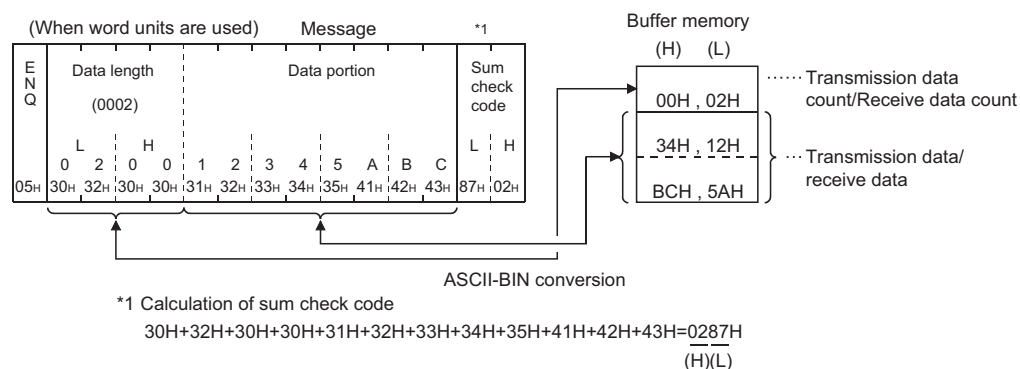 (When word units are used) Message *1
Buffer memory
(H) (L)
E
N
Q
Data length
(0002)
Data portion
Sum
check
code
L H
L H
0 2 0 0 1 2 3 4 5 A B C
05H 30H 32H 30H 30H 31H 32H 33H 34H 35H 41H 42H 43H 87H 02H
00H , 02H
34H , 12H
BCH , 5AH
Transmission data
count/Receive data count
Transmission data/
receive data
ASCII-BIN conversion
*1 Calculation of sum check code
30H+32H+30H+30H+31H+32H+33H+34H+35H+41H+42H+43H=0287H
(H)(L)